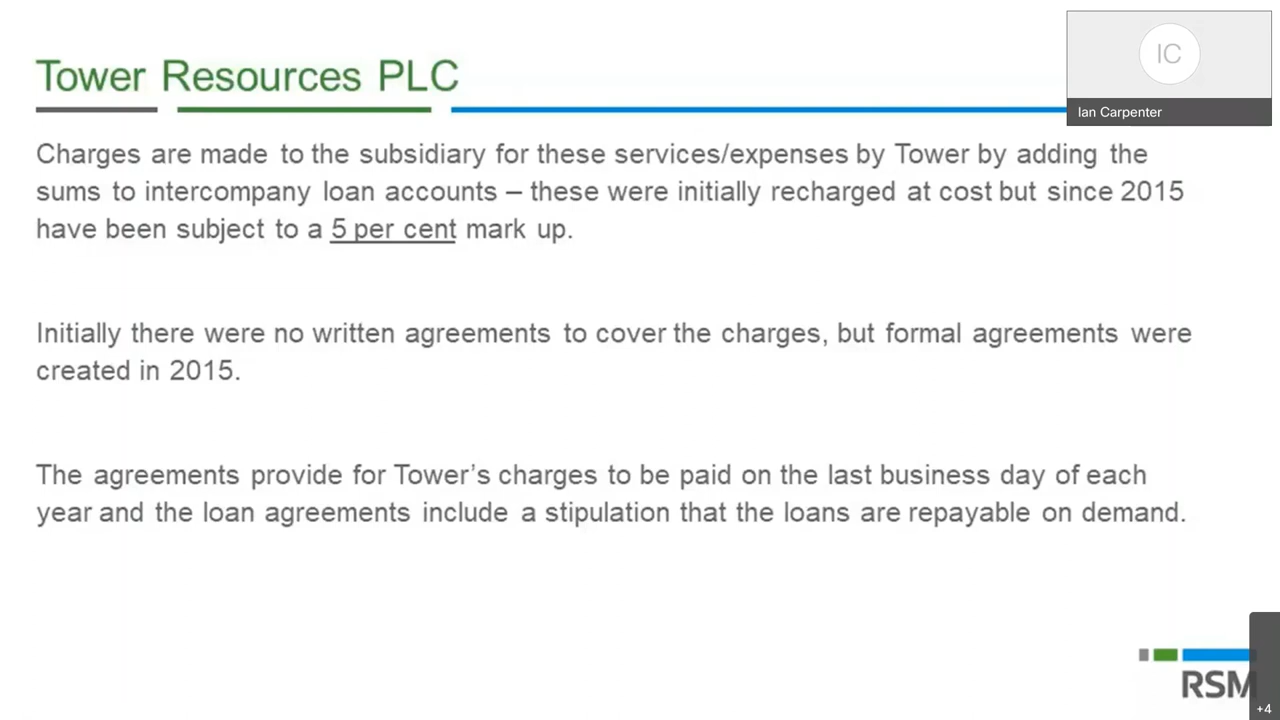 Tower Resources PLC
IC
Ian Carpenter
Charges are made to the subsidiary for these services/expenses by Tower by adding the
sums to intercompany loan accounts – these were initially recharged at cost but since 2015
have been subject to a 5 per cent mark up.
Initially there were no written agreements to cover the charges, but formal agreements were
created in 2015.
The agreements provide for Tower's charges to be paid on the last business day of each
year and the loan agreements include a stipulation that the loans are repayable on demand.
RSM
+4